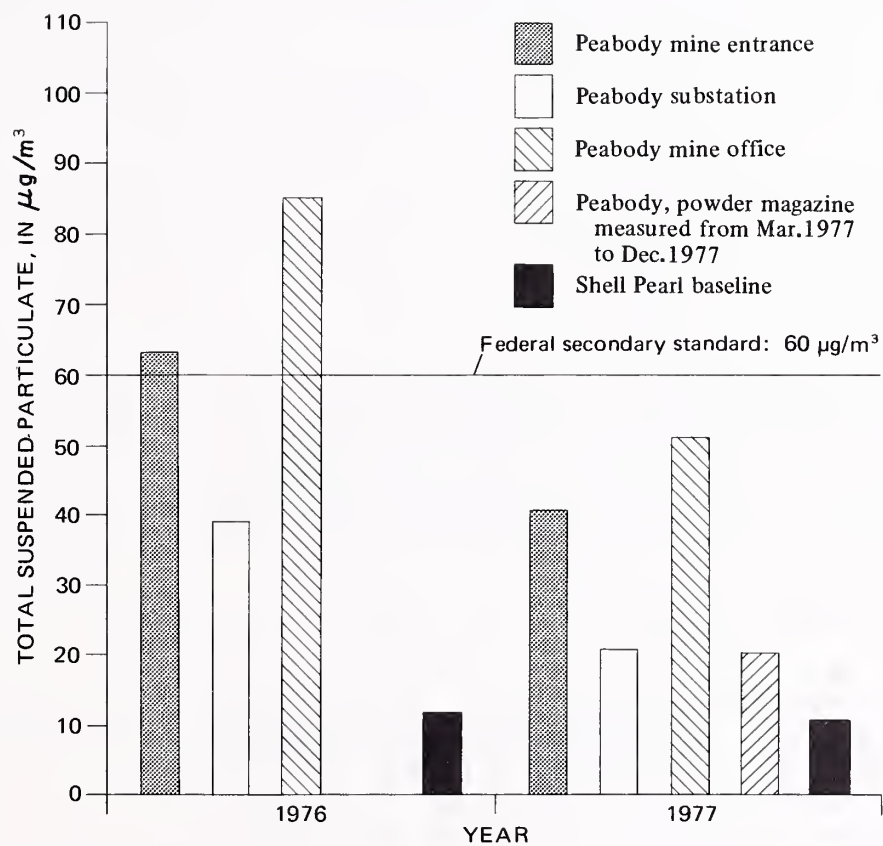 TOTAL SUSPENDED-PARTICULATE, IN µg/m³
110
100
90
80
70
60
50
40
30
20
10
0
Peabody mine entrance
Peabody substation
Peabody mine office
Peabody, powder magazine
measured from Mar.1977
to Dec.1977
Shell Pearl baseline
Federal secondary standard: 60 µg/m³
1976
1977
YEAR